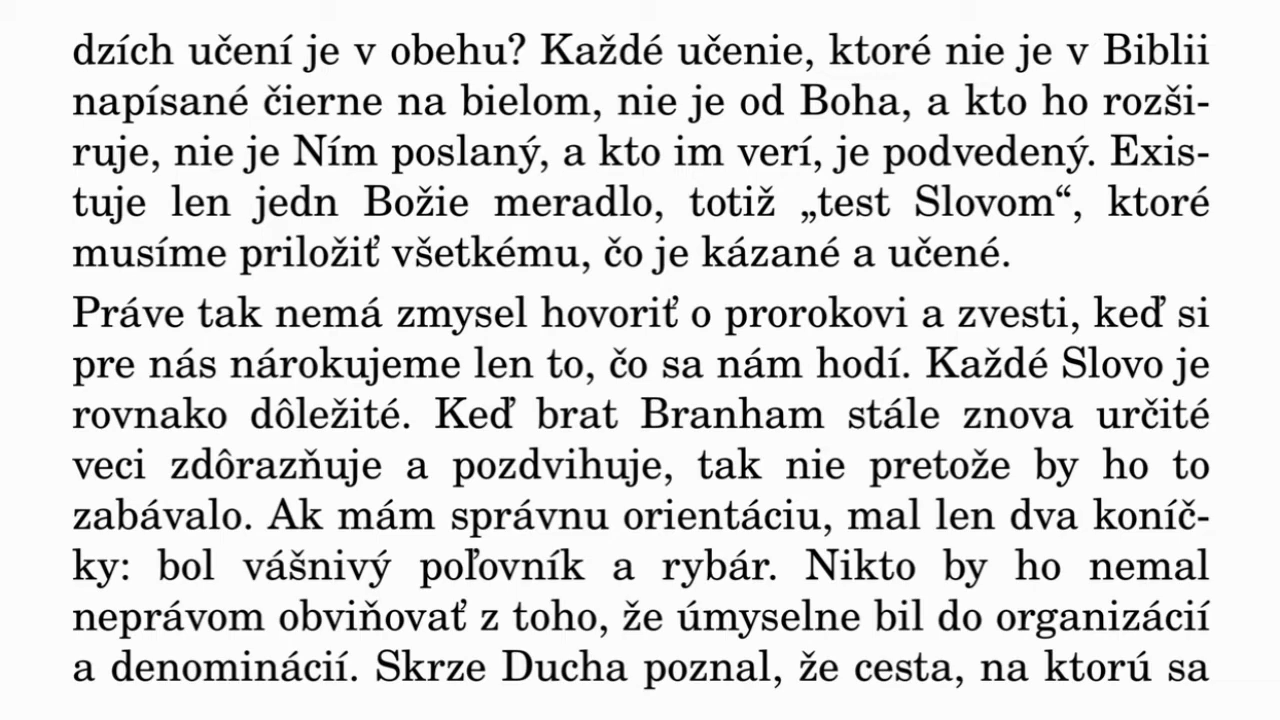 dzích učení je v obehu? Každé učenie, ktoré nie je v Biblii
napísané čierne na bielom, nie je od Boha, a kto ho rozši-
ruje, nie je Ním poslaný, a kto im verí, je podvedený. Exis-
tuje len jedn Božie meradlo, totiž „test Slovom“, ktoré
musíme priložiť všetkému, čo je kázané a učené.
Práve tak nemá zmysel hovoriť o prorokovi a zvesti, keď si
pre nás nárokujeme len to, čo sa nám hodí. Každé Slovo je
rovnako dôležité. Keď brat Branham stále znova určité
veci zdôrazňuje a pozdvihuje, tak nie pretože by ho to
zabávalo. Ak mám správnu orientáciu, mal len dva koníč-
ky: bol vášnivý poľovník a rybár. Nikto by ho nemal
neprávom obviňovať z toho, že úmyselne bil do organizácií
a denominácií. Skrze Ducha poznal, že cesta, na ktorú sa